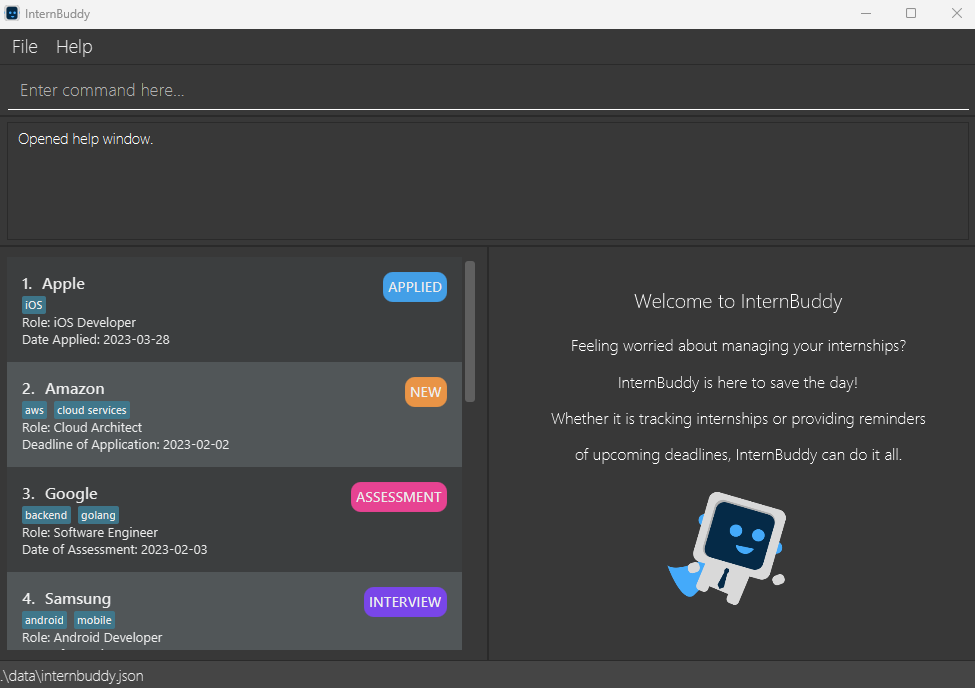 InternBuddy
File Help
Enter command here...
Opened help window.
1. Apple
APPLIED
iOS
Role: iOS Developer
Date Applied: 2023-03-28
2. Amazon
NEW
aws cloud services
Role: Cloud Architect
Deadline of Application: 2023-02-02
3. Google
ASSESSMENT
backend golang
Role: Software Engineer
Date of Assessment: 2023-02-03
4. Samsung
INTERVIEW
android mobile
Role: Android Developer
Welcome to InternBuddy
Feeling worried about managing your internships?
InternBuddy is here to save the day!
Whether it is tracking internships or providing reminders
of upcoming deadlines, InternBuddy can do it all.
.\data\internbuddy.json